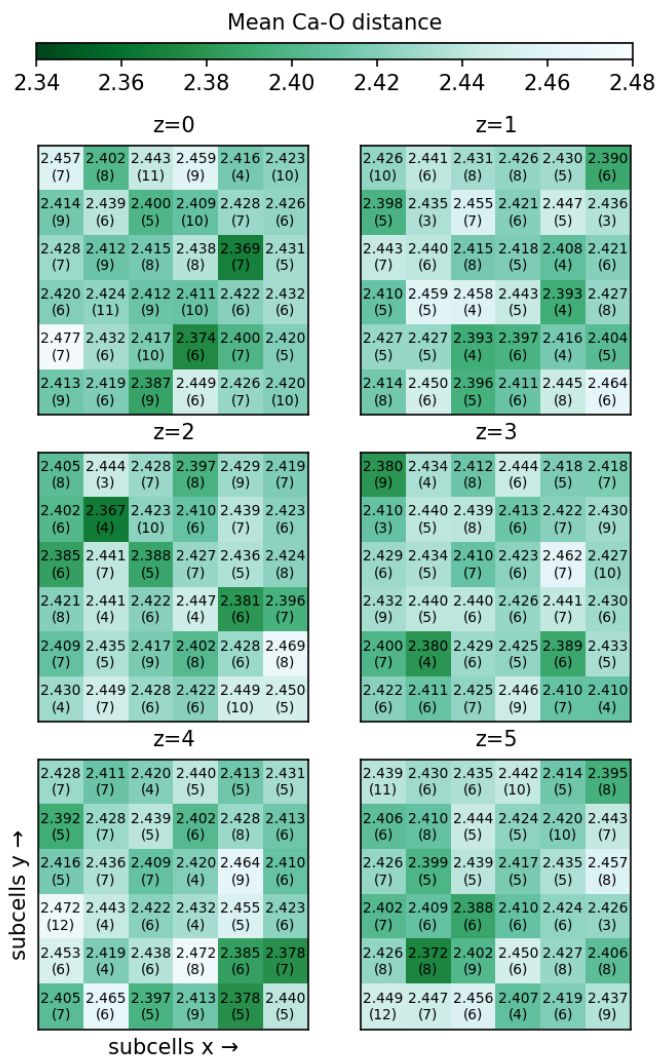 Mean Ca-O distance
2.34 2.36 2.38 2.40 2.42 2.44 2.46 2.48
z=0
2.457 2.402 2.443 2.459 2.416 2.423
(7) (8) (11) (9) (4) (10)
2.414 2.439 2.400 2.409 2.428 2.426
(9) (6) (5) (10) (7) (6)
2.428 2.412 2.415 2.438 2.369 2.431
(7) (9) (8) (8) (7) (5)
2.420 2.424 2.412 2.411 2.422 2.432
(6) (11) (9) (10) (6) (6)
2.477 2.432 2.417 2.374 2.400 2.420
(7) (6) (10) (6) (7) (5)
2.413 2.419 2.387 2.449 2.426 2.420
(9) (6) (9) (6) (7) (10)
z=1
2.426 2.441 2.431 2.426 2.430 2.390
(10) (6) (8) (8) (5) (6)
2.398 2.435 2.455 2.421 2.447 2.436
(5) (3) (7) (6) (5) (3)
2.443 2.440 2.415 2.418 2.408 2.421
(7) (6) (8) (5) (4) (6)
2.410 2.459 2.458 2.443 2.393 2.427
(5) (5) (4) (5) (4) (8)
2.427 2.427 2.393 2.397 2.416 2.404
(5) (5) (4) (6) (4) (5)
2.414 2.450 2.396 2.411 2.445 2.464
(8) (6) (5) (6) (8) (6)
z=2
2.405 2.444 2.428 2.397 2.429 2.419
(8) (3) (7) (8) (9) (7)
2.402 2.367 2.423 2.410 2.439 2.423
(6) (4) (10) (6) (7) (6)
2.385 2.441 2.388 2.427 2.436 2.424
(6) (7) (5) (7) (5) (8)
2.421 2.441 2.422 2.447 2.381 2.396
(8) (4) (6) (4) (6) (7)
2.409 2.435 2.417 2.402 2.428 2.469
(7) (5) (9) (8) (6) (8)
2.430 2.449 2.428 2.422 2.449 2.450
(4) (7) (6) (6) (10) (5)
z=3
2.380 2.434 2.412 2.444 2.418 2.418
(9) (4) (8) (6) (5) (7)
2.410 2.440 2.439 2.413 2.422 2.430
(3) (5) (8) (6) (7) (9)
2.429 2.434 2.410 2.423 2.462 2.427
(6) (5) (7) (6) (7) (10)
2.432 2.440 2.440 2.426 2.441 2.430
(9) (5) (6) (6) (7) (6)
2.400 2.380 2.429 2.425 2.389 2.433
(7) (4) (6) (5) (6) (5)
2.422 2.411 2.425 2.446 2.410 2.410
(6) (6) (7) (9) (7) (4)
z=4
2.428 2.411 2.420 2.440 2.413 2.431
(7) (7) (4) (5) (5) (5)
2.392 2.428 2.439 2.402 2.428 2.413
(5) (7) (5) (6) (8) (6)
2.416 2.436 2.409 2.420 2.464 2.410
(5) (7) (7) (4) (9) (6)
2.472 2.443 2.422 2.432 2.455 2.423
(12) (4) (6) (4) (5) (6)
2.453 2.419 2.438 2.472 2.385 2.378
(6) (4) (6) (8) (6) (7)
2.405 2.465 2.397 2.413 2.378 2.440
(7) (6) (5) (9) (5) (5)
z=5
2.439 2.430 2.435 2.442 2.414 2.395
(11) (6) (6) (10) (5) (8)
2.406 2.410 2.444 2.424 2.420 2.443
(6) (8) (5) (5) (10) (7)
2.426 2.399 2.439 2.417 2.435 2.457
(7) (5) (5) (5) (5) (8)
2.402 2.409 2.388 2.410 2.424 2.426
(7) (6) (6) (6) (6) (3)
2.426 2.372 2.402 2.450 2.427 2.406
(8) (8) (9) (6) (8) (8)
2.449 2.447 2.456 2.407 2.419 2.437
(12) (7) (6) (4) (6) (9)
subcells y →
subcells x →